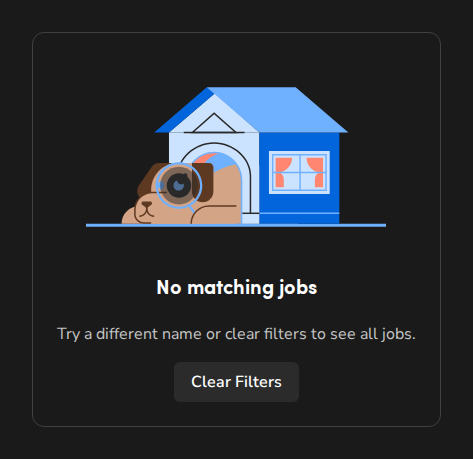 No matching jobs
Try a different name or clear filters to see all jobs.
Clear Filters